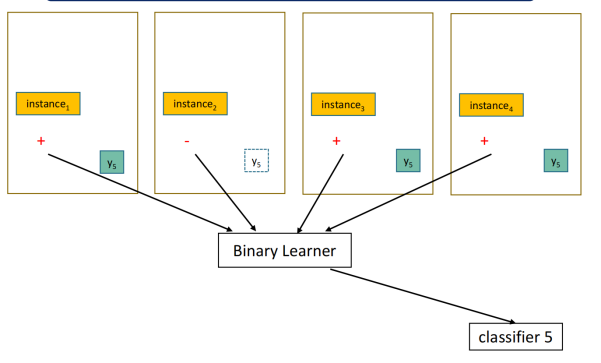 instance₁
instance₂
instance₃
instance₄
+
-
+
+
y₅
y₅
y₅
y₅
Binary Learner
classifier 5